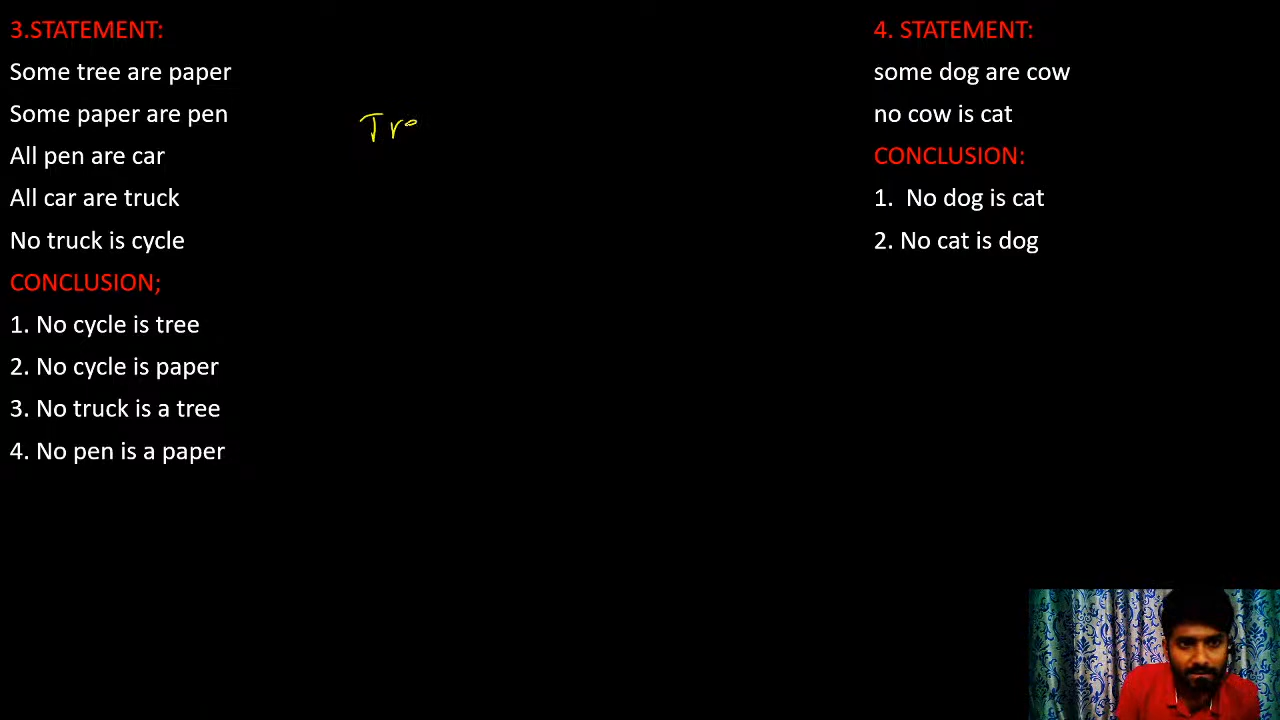 3.STATEMENT:
Some tree are paper
Some paper are pen
All pen are car
All car are truck
No truck is cycle
CONCLUSION;
1. No cycle is tree
2. No cycle is paper
3. No truck is a tree
4. No pen is a paper
Tre
4. STATEMENT:
some dog are cow
no cow is cat
CONCLUSION:
1. No dog is cat
2. No cat is dog